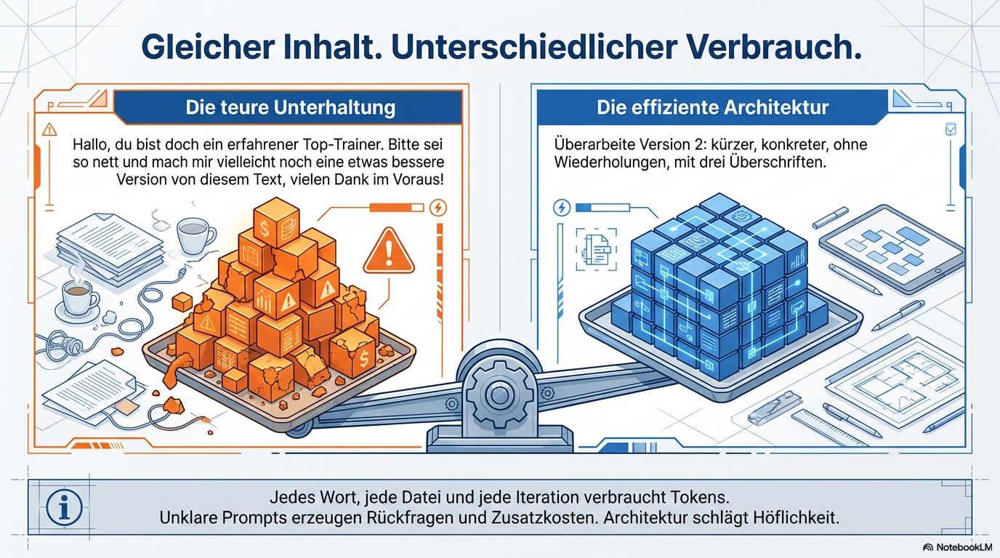 Gleicher Inhalt. Unterschiedlicher Verbrauch.
Die teure Unterhaltung
Hallo, du bist doch ein erfahrener Top-Trainer. Bitte sei
so nett und mach mir vielleicht noch eine etwas bessere
Version von diesem Text, vielen Dank im Voraus!
Die effiziente Architektur
Überarbeite Version 2: kürzer, konkreter, ohne
Wiederholungen, mit drei Überschriften.
Jedes Wort, jede Datei und jede Iteration verbraucht Tokens.
Unklare Prompts erzeugen Rückfragen und Zusatzkosten. Architektur schlägt Höflichkeit.
NotebookLM